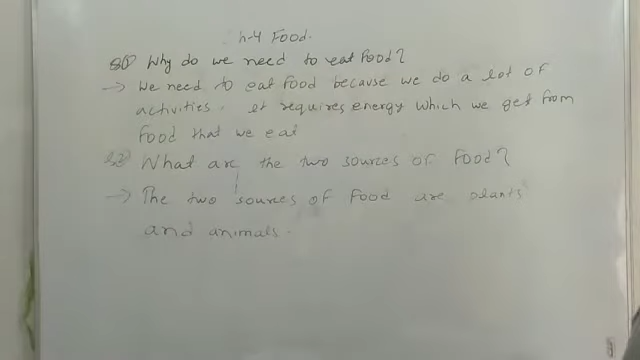 h-4 Food.
Q1 Why do we need to eat food?
→ We need to eat food because we do a lot of
activities. It requires energy which we get from
food that we eat
Q2 What are the two sources of food?
→ The two sources of food are plants
and animals.